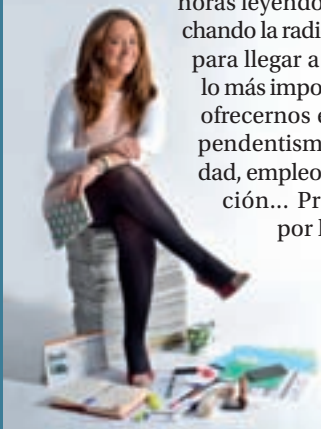 horas leyendo
chando la radi
para llegar a
lo más impo
ofrecernos e
pendentism
dad, empleo
ción... Pr
por l